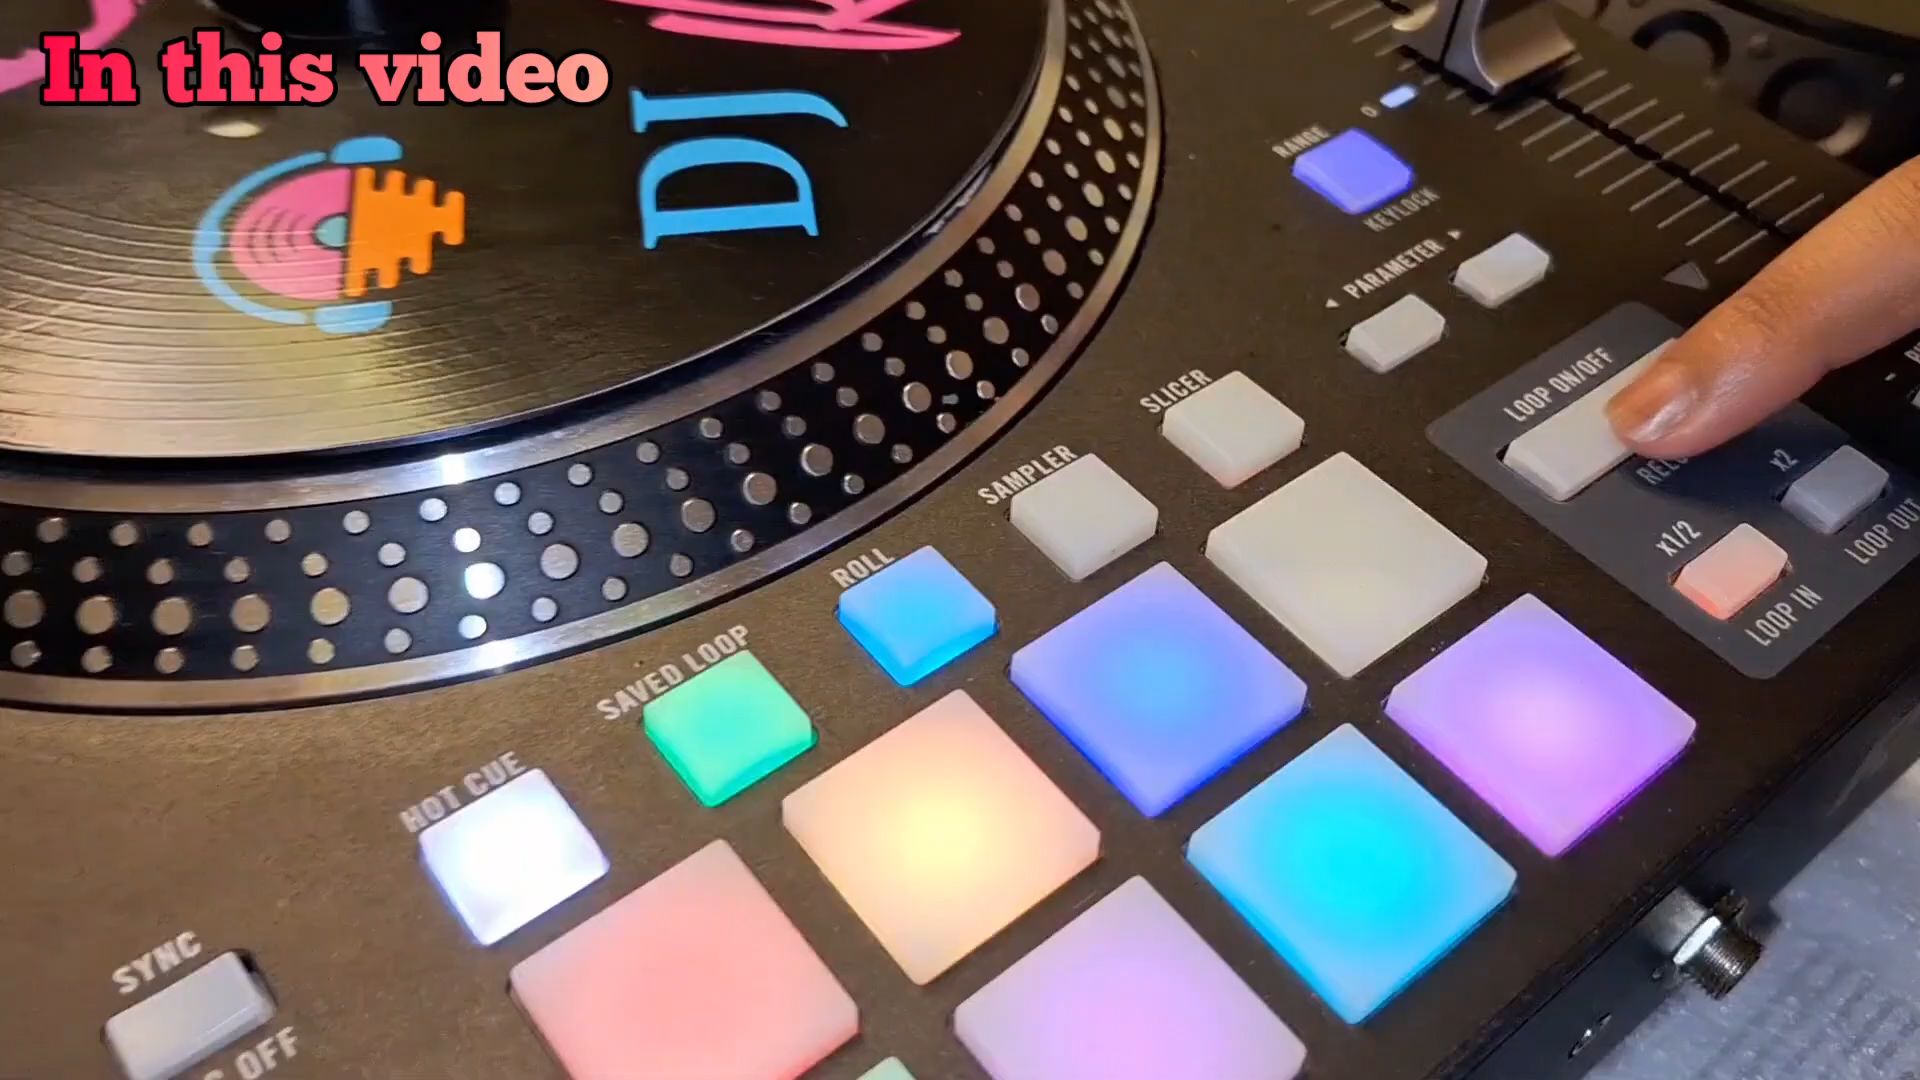 In this video
DJ
0
RANGE
KEYLOCK
PARAMETER
LOOP ON/OFF
SLICER
SAMPLER
x2
LOOP OUT
x1/2
LOOP IN
ROLL
SAVED LOOP
HOT CUE
SYNC
OFF